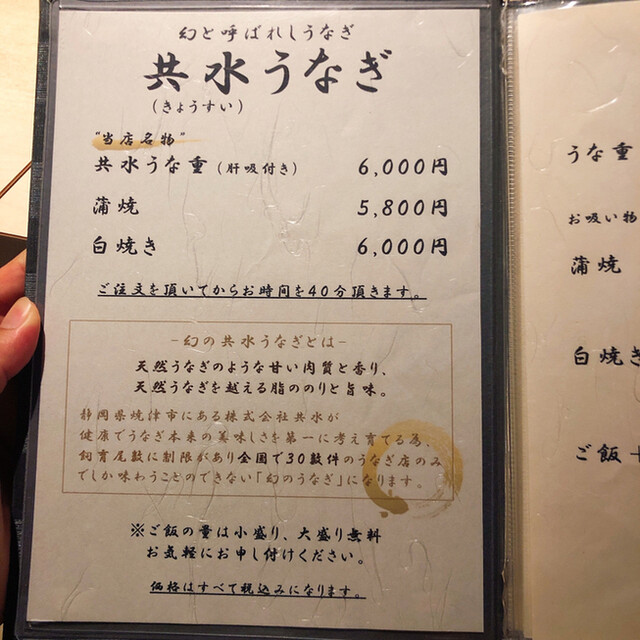 幻と呼ばれしうなぎ
共水うなぎ
(きょうすい)
"当店名物"
共水うな重(肝吸付き) 6,000円
蒲焼 5,800円
白焼き 6,000円
ご注文を頂いてからお時間を40分頂きます。
-幻の共水うなぎとは-
天然うなぎのような甘い肉質と香り、
天然うなぎを越える脂ののりと旨味。
静岡県焼津市にある株式会社共水が
健康でうなぎ本来の美味しさを第一に考え育てる為、
飼育尾数に制限があり全国で30数件のうなぎ店のみ
でしか味わうことのできない「幻のうなぎ」になります。
※ご飯の量は小盛り、大盛り無料
お気軽にお申し付けください。
価格はすべて税込みになります。
うな重
お吸い物
蒲焼
白焼き
ご飯